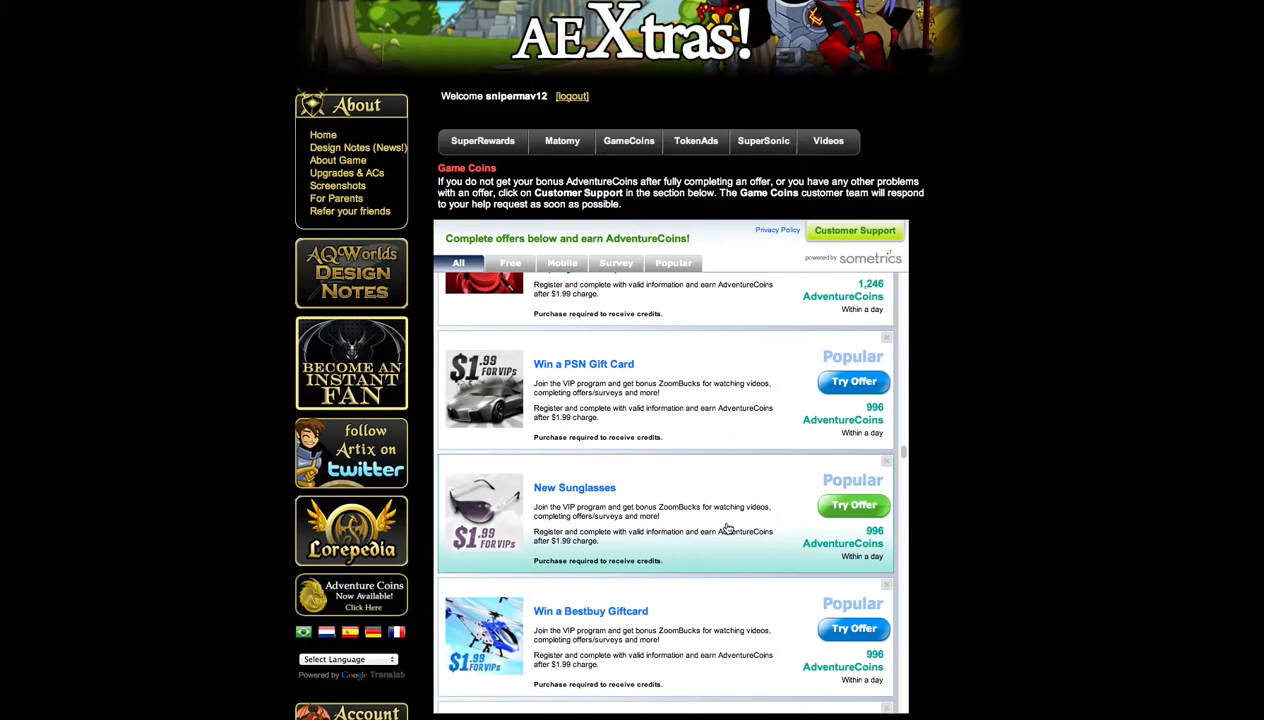 AEXtras!
About
Home
Design Notes (News!)
About Game
Upgrades & ACs
Screenshots
For Parents
Refer your friends
AQWorlds
DESIGN
NOTES
BECOME AN
INSTANT
FAN
follow
Artix on
twitter
Lorepedia
Adventure Coins
Now Available!
Click Here
Select Language
Powered by Google Translate
Account
Welcome snipermav12 [logout]
SuperRewards Matomy GameCoins TokenAds SuperSonic Videos
Game Coins
If you do not get your bonus AdventureCoins after fully completing an offer, or you have any other problems
with an offer, click on Customer Support in the section below. The Game Coins customer team will respond
to your help request as soon as possible.
Privacy Policy Customer Support
Complete offers below and earn AdventureCoins!
powered by sometrics
All Free Mobile Survey Popular
Register and complete with valid information and earn AdventureCoins
after $1.99 charge.
Purchase required to receive credits.
1,246
AdventureCoins
Within a day
$1.99
FOR VIPs
Win a PSN Gift Card
Join the VIP program and get bonus ZoomBucks for watching videos,
completing offers/surveys and more!
Register and complete with valid information and earn AdventureCoins
after $1.99 charge.
Purchase required to receive credits.
Popular
Try Offer
996
AdventureCoins
Within a day
$1.99
FOR VIPs
New Sunglasses
Join the VIP program and get bonus ZoomBucks for watching videos,
completing offers/surveys and more!
Register and complete with valid information and earn AdventureCoins
after $1.99 charge.
Purchase required to receive credits.
Popular
Try Offer
996
AdventureCoins
Within a day
$1.99 FOR VIPs
Win a Bestbuy Giftcard
Join the VIP program and get bonus ZoomBucks for watching videos,
completing offers/surveys and more!
Register and complete with valid information and earn AdventureCoins
after $1.99 charge.
Purchase required to receive credits.
Popular
Try Offer
996
AdventureCoins
Within a day